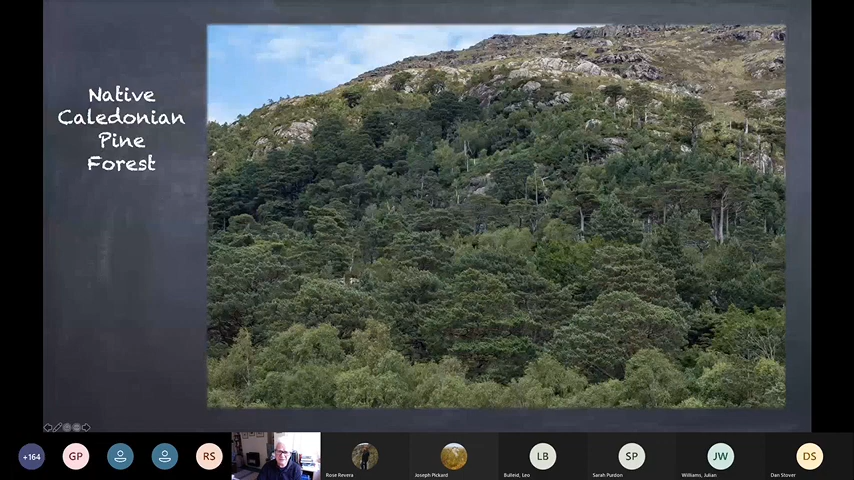 Native
Caledonian
Pine
Forest
+164
GP
RS
Rose Revera
Joseph Pickard
LB
Bulleid, Leo
SP
Sarah Purdon
JW
Williams, Julian
DS
Dan Stover